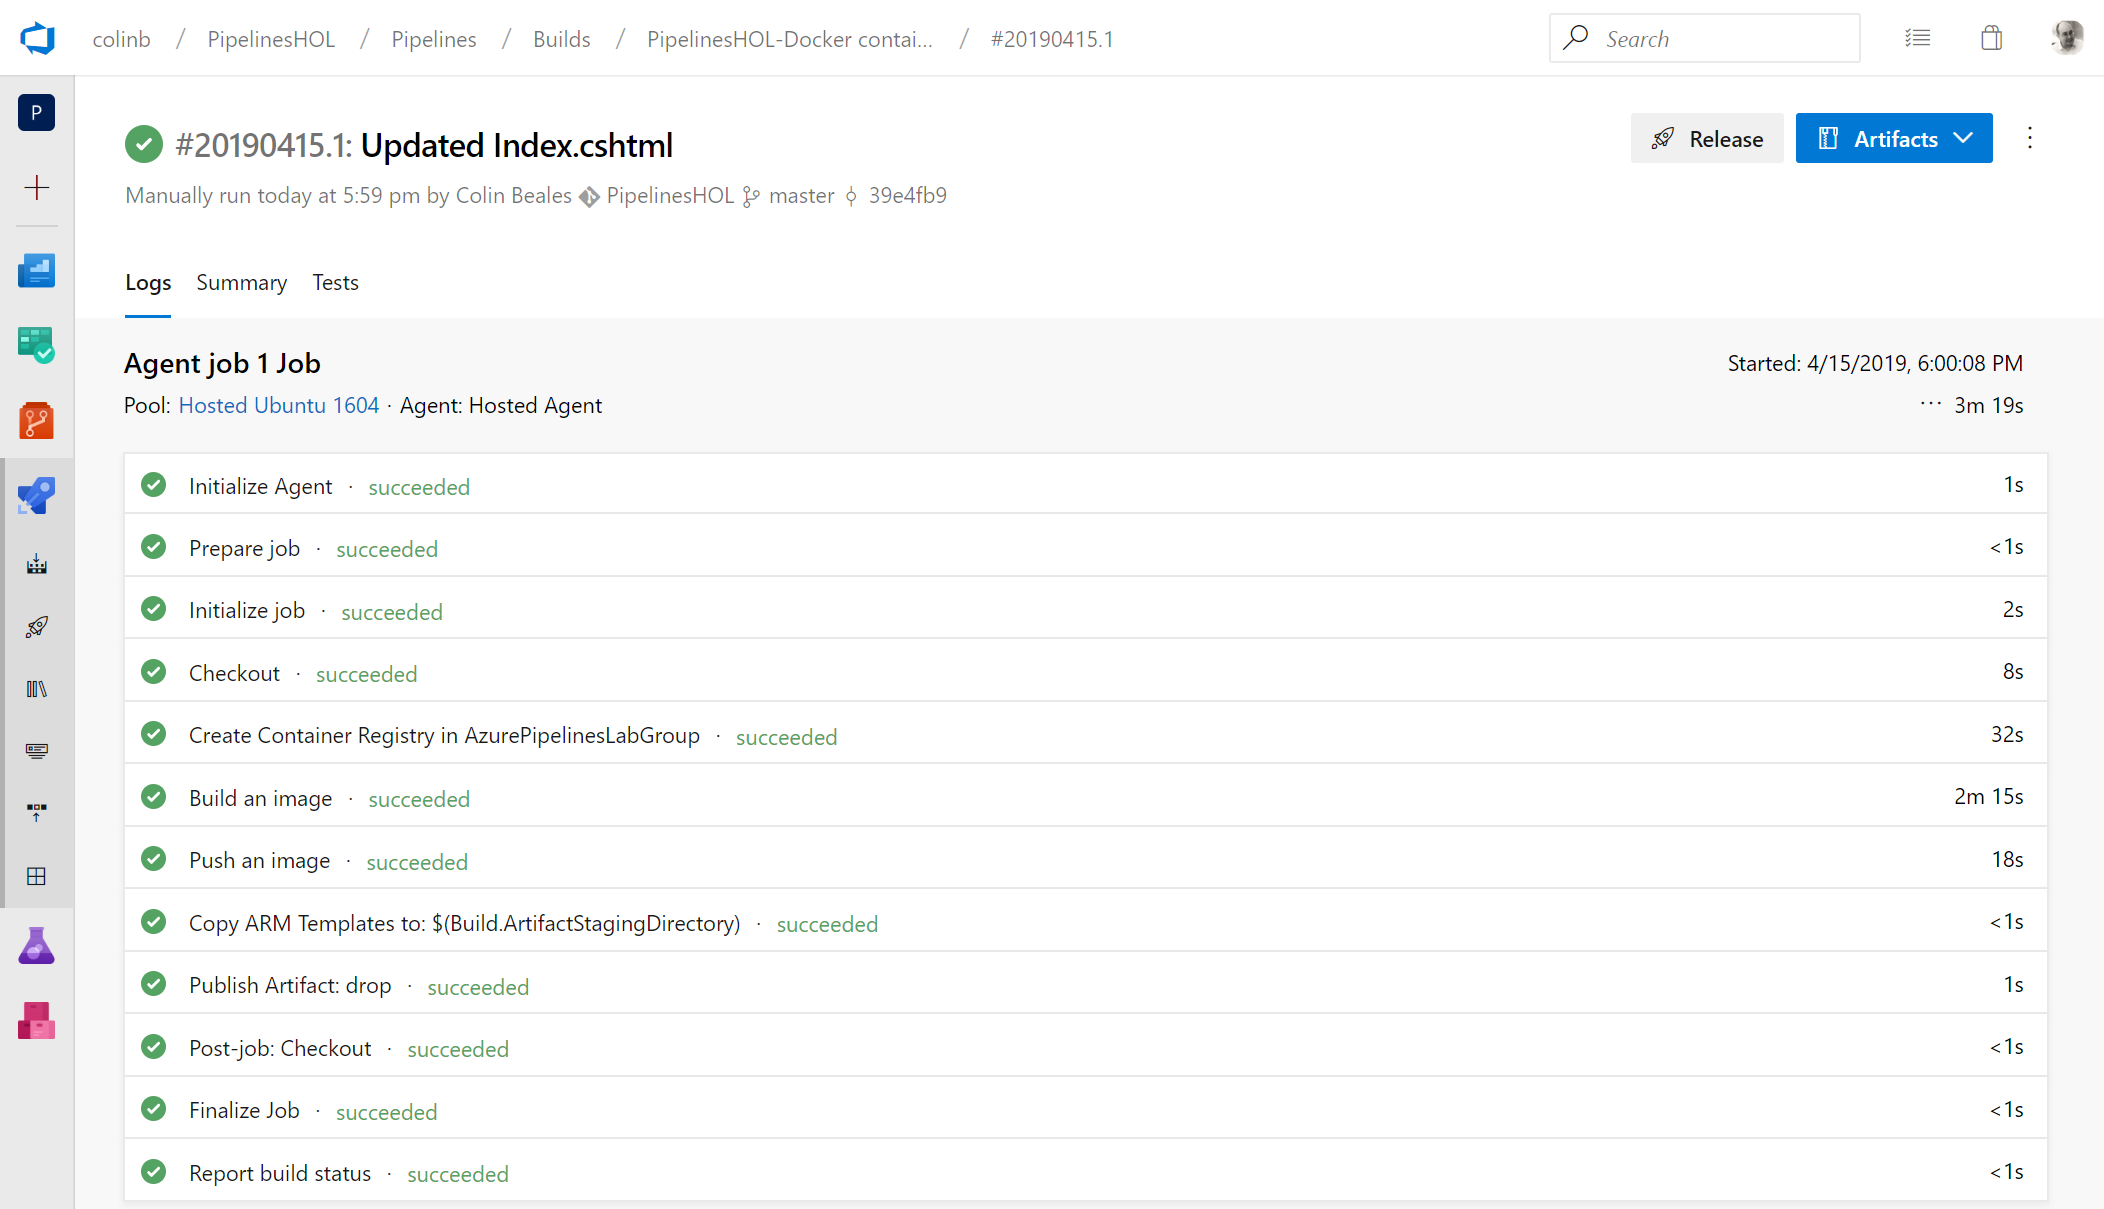 colinb / PipelinesHOL / Pipelines / Builds / PipelinesHOL-Docker contai... / #20190415.1
Search
P
#20190415.1: Updated Index.cshtml
Release
Artifacts
Manually run today at 5:59 pm by Colin Beales PipelinesHOL master 39e4fb9
Logs Summary Tests
Agent job 1 Job
Started: 4/15/2019, 6:00:08 PM
Pool: Hosted Ubuntu 1604 · Agent: Hosted Agent
··· 3m 19s
Initialize Agent · succeeded 1s
Prepare job · succeeded <1s
Initialize job · succeeded 2s
Checkout · succeeded 8s
Create Container Registry in AzurePipelinesLabGroup · succeeded 32s
Build an image · succeeded 2m 15s
Push an image · succeeded 18s
Copy ARM Templates to: $(Build.ArtifactStagingDirectory) · succeeded <1s
Publish Artifact: drop · succeeded 1s
Post-job: Checkout · succeeded <1s
Finalize Job · succeeded <1s
Report build status · succeeded <1s